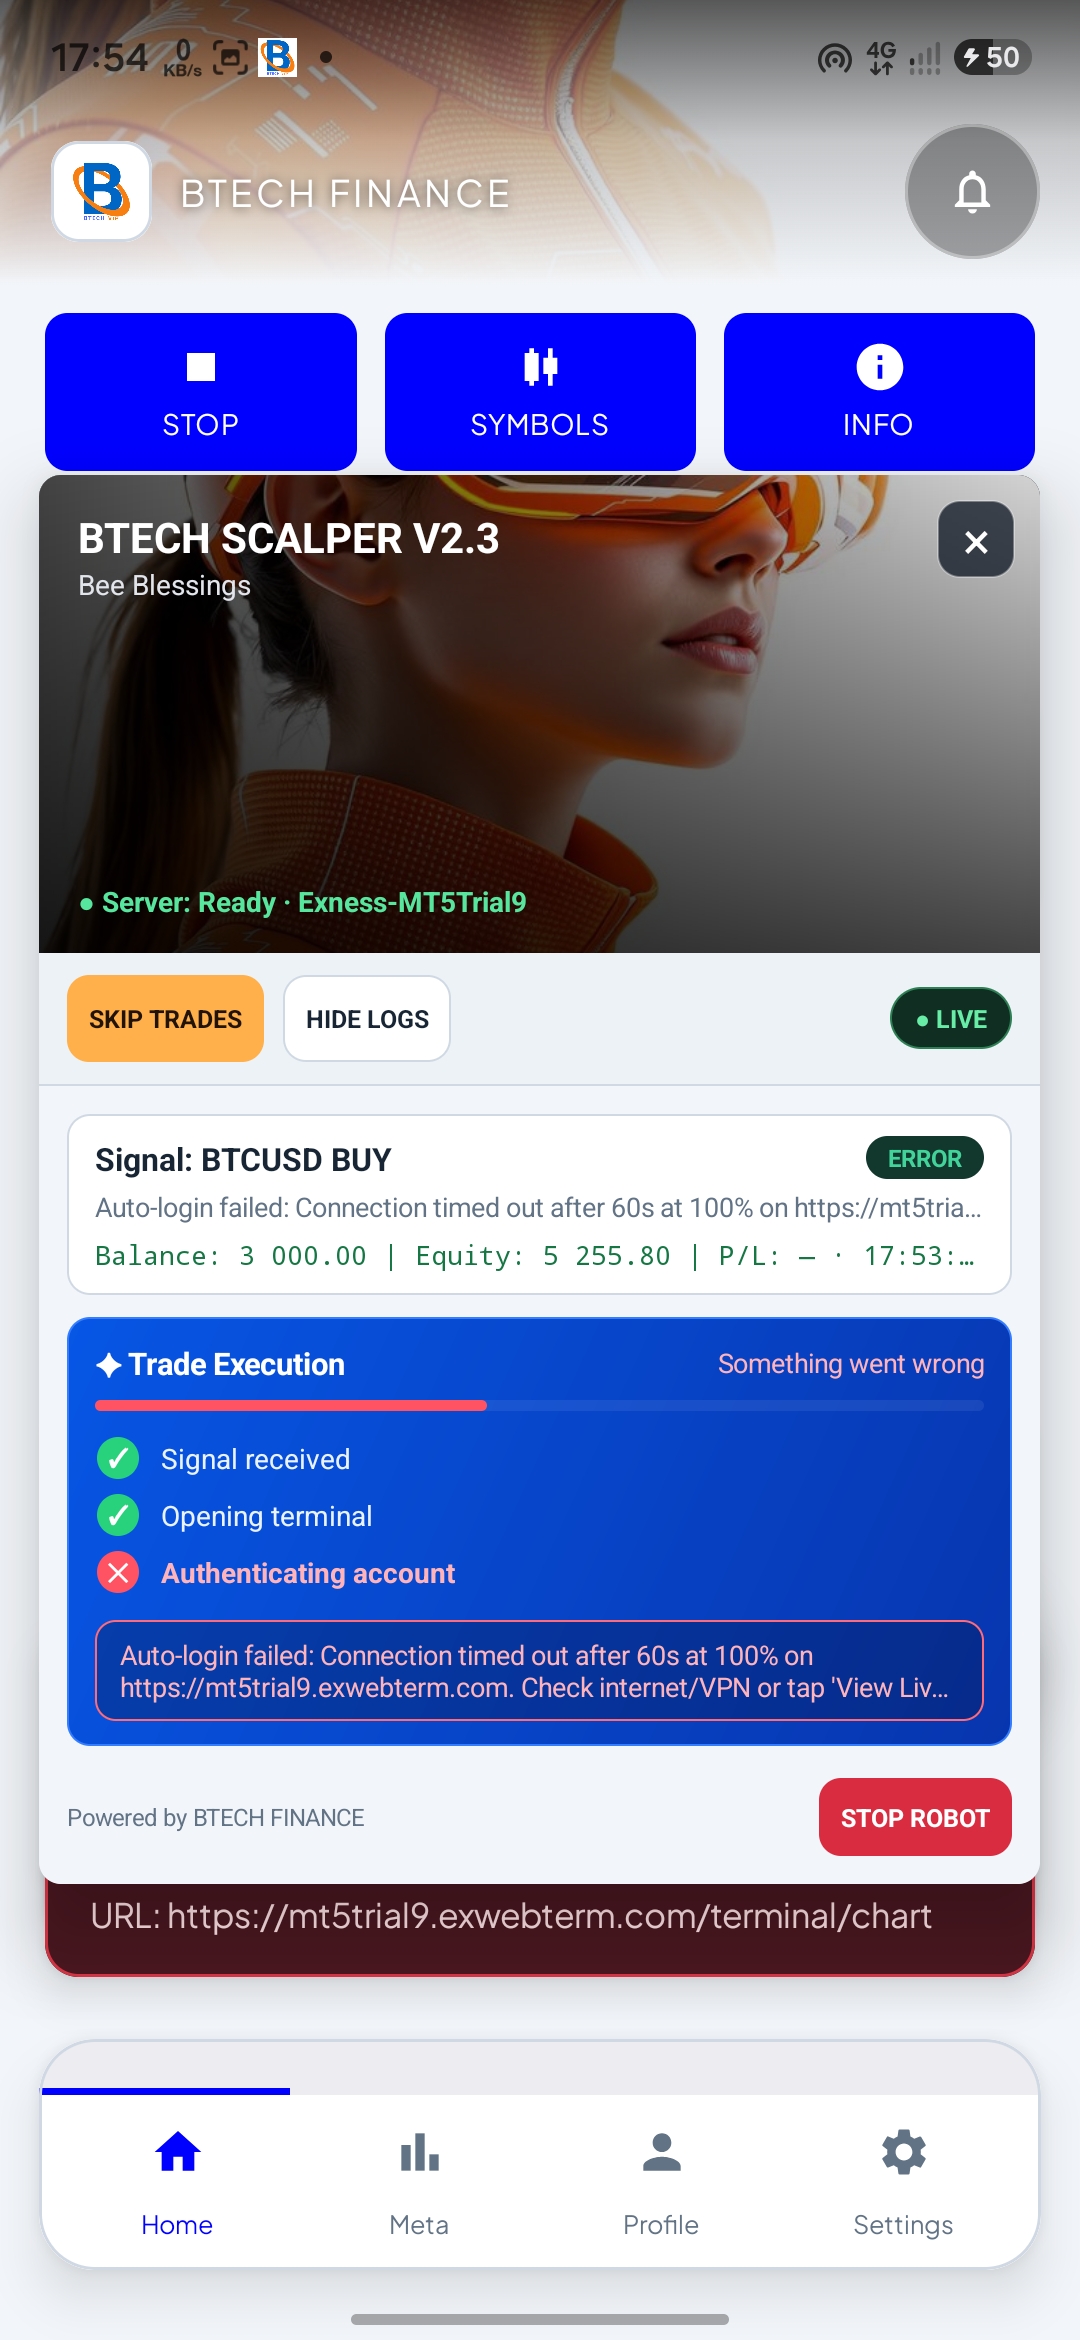 17:54
0
KB/s
B
4G
50
B
BTECH FINANCE
STOP
SYMBOLS
INFO
BTECH SCALPER V2.3
Bee Blessings
● Server: Ready · Exness-MT5Trial9
SKIP TRADES
HIDE LOGS
● LIVE
Signal: BTCUSD BUY
ERROR
Auto-login failed: Connection timed out after 60s at 100% on https://mt5tria...
Balance: 3 000.00 | Equity: 5 255.80 | P/L: — · 17:53:…
✦ Trade Execution
Something went wrong
Signal received
Opening terminal
Authenticating account
Auto-login failed: Connection timed out after 60s at 100% on
https://mt5trial9.exwebterm.com. Check internet/VPN or tap 'View Liv...
Powered by BTECH FINANCE
STOP ROBOT
URL: https://mt5trial9.exwebterm.com/terminal/chart
Home
Meta
Profile
Settings